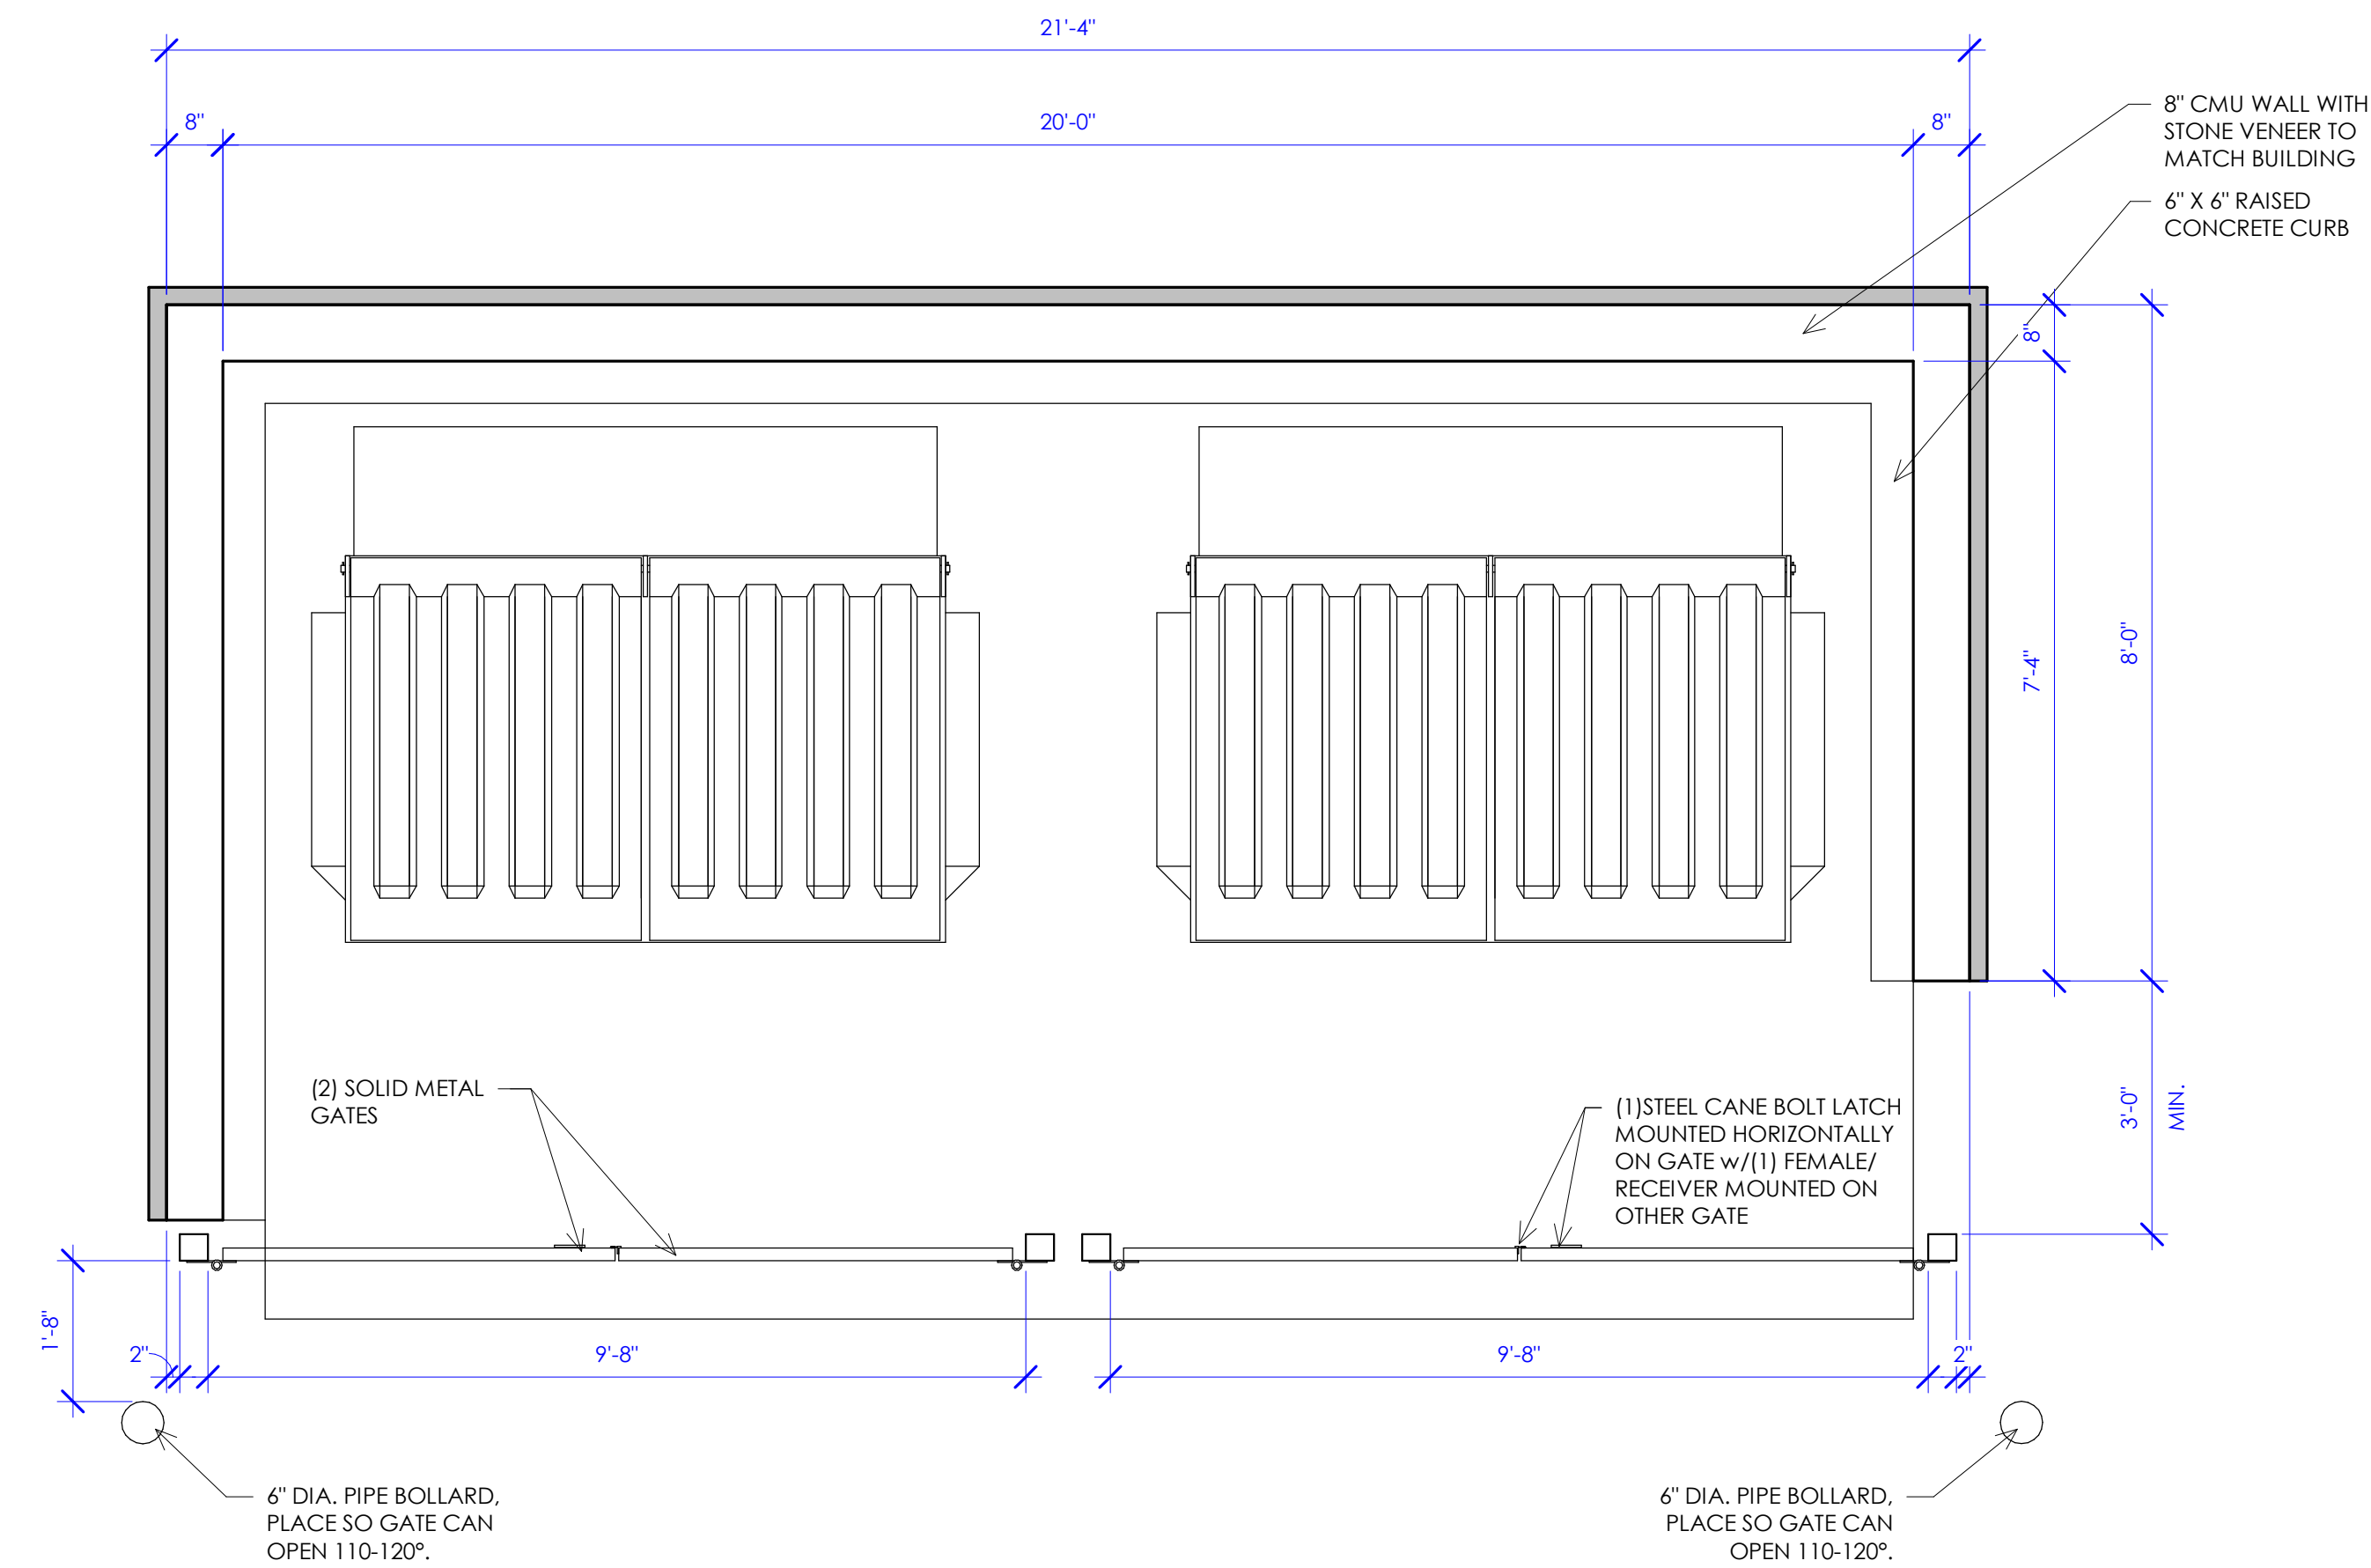 21'-4"
8"
20'-0"
8"
8" CMU WALL WITH
STONE VENEER TO
MATCH BUILDING
6" X 6" RAISED
CONCRETE CURB
8"
7'-4"
8'-0"
3'-0"
MIN.
(2) SOLID METAL
GATES
(1)STEEL CANE BOLT LATCH
MOUNTED HORIZONTALLY
ON GATE w/(1) FEMALE/
RECEIVER MOUNTED ON
OTHER GATE
1'-8"
2"
9'-8"
9'-8"
2"
6" DIA. PIPE BOLLARD,
PLACE SO GATE CAN
OPEN 110-120°.
6" DIA. PIPE BOLLARD,
PLACE SO GATE CAN
OPEN 110-120°.